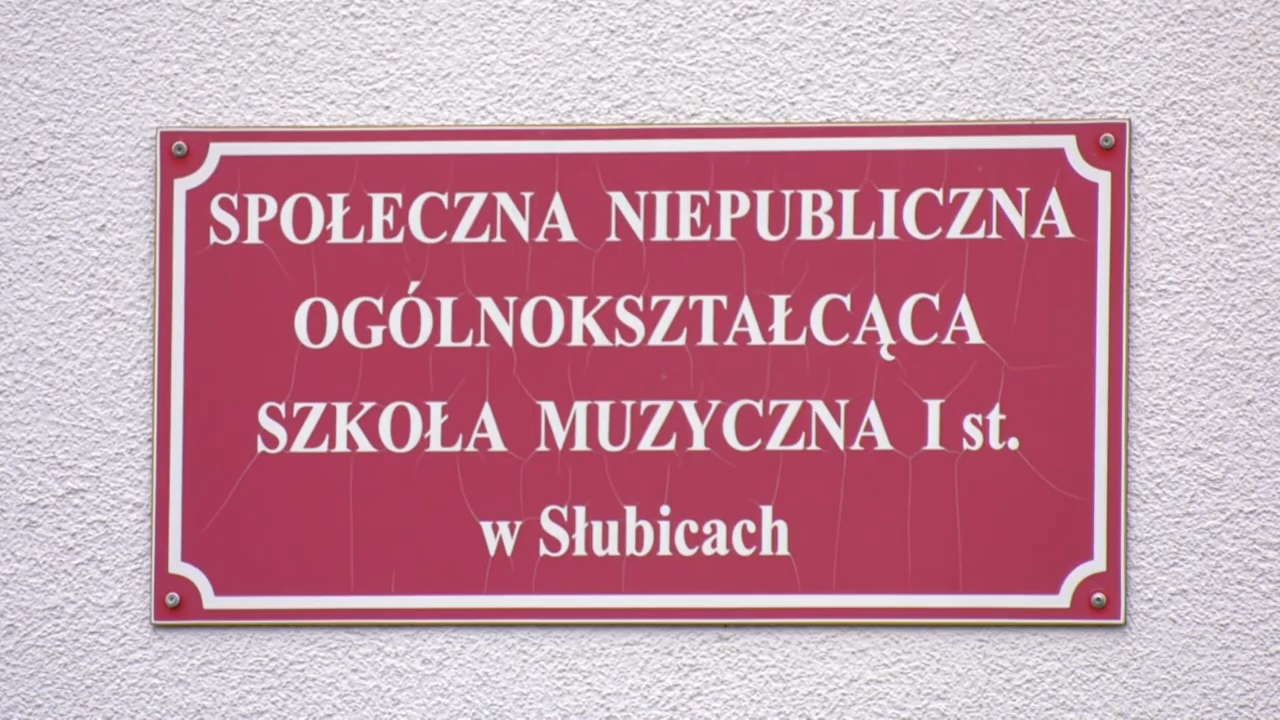 SPOŁECZNA NIEPUBLICZNA
OGÓLNOKSZTAŁCĄCA
SZKOŁA MUZYCZNA I st.
w Słubicach